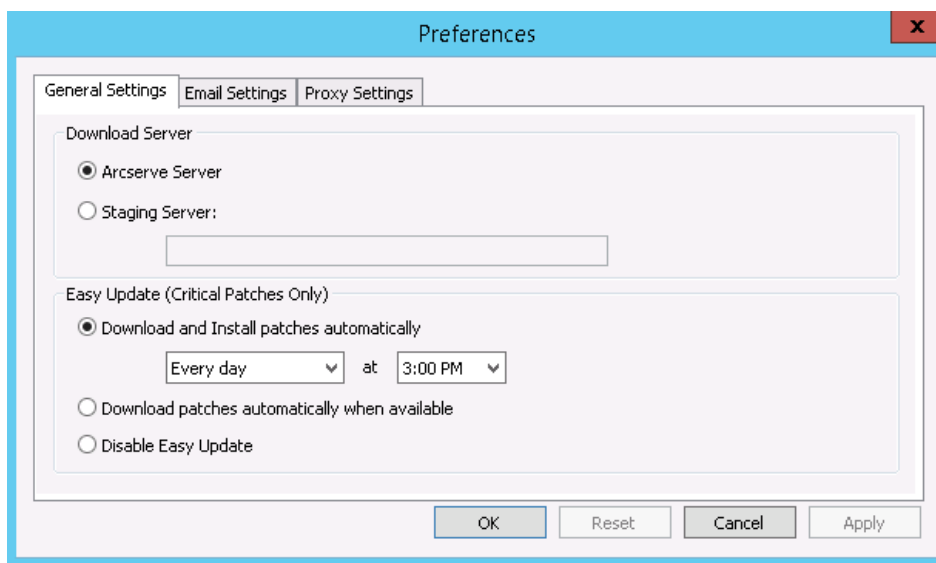 Preferences
x
General Settings Email Settings Proxy Settings
Download Server
Arcserve Server
Staging Server:
Easy Update (Critical Patches Only)
Download and Install patches automatically
Every day at 3:00 PM
Download patches automatically when available
Disable Easy Update
OK Reset Cancel Apply